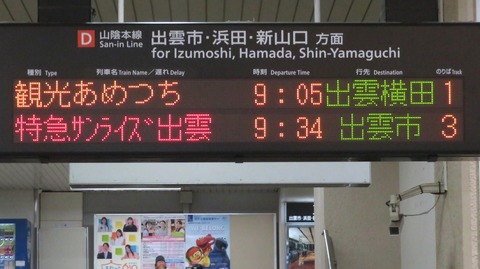 D 山陰本線 San-in Line 出雲市・浜田・新山口 方面
for Izumoshi, Hamada, Shin-Yamaguchi
種別 Type 列車名 Train Name / 遅れ Delay 時刻 Departure Time 行先 Destination のりば Track
観光あめつち 9:05 出雲横田 1
特急サンライズ出雲 9:34 出雲市 3